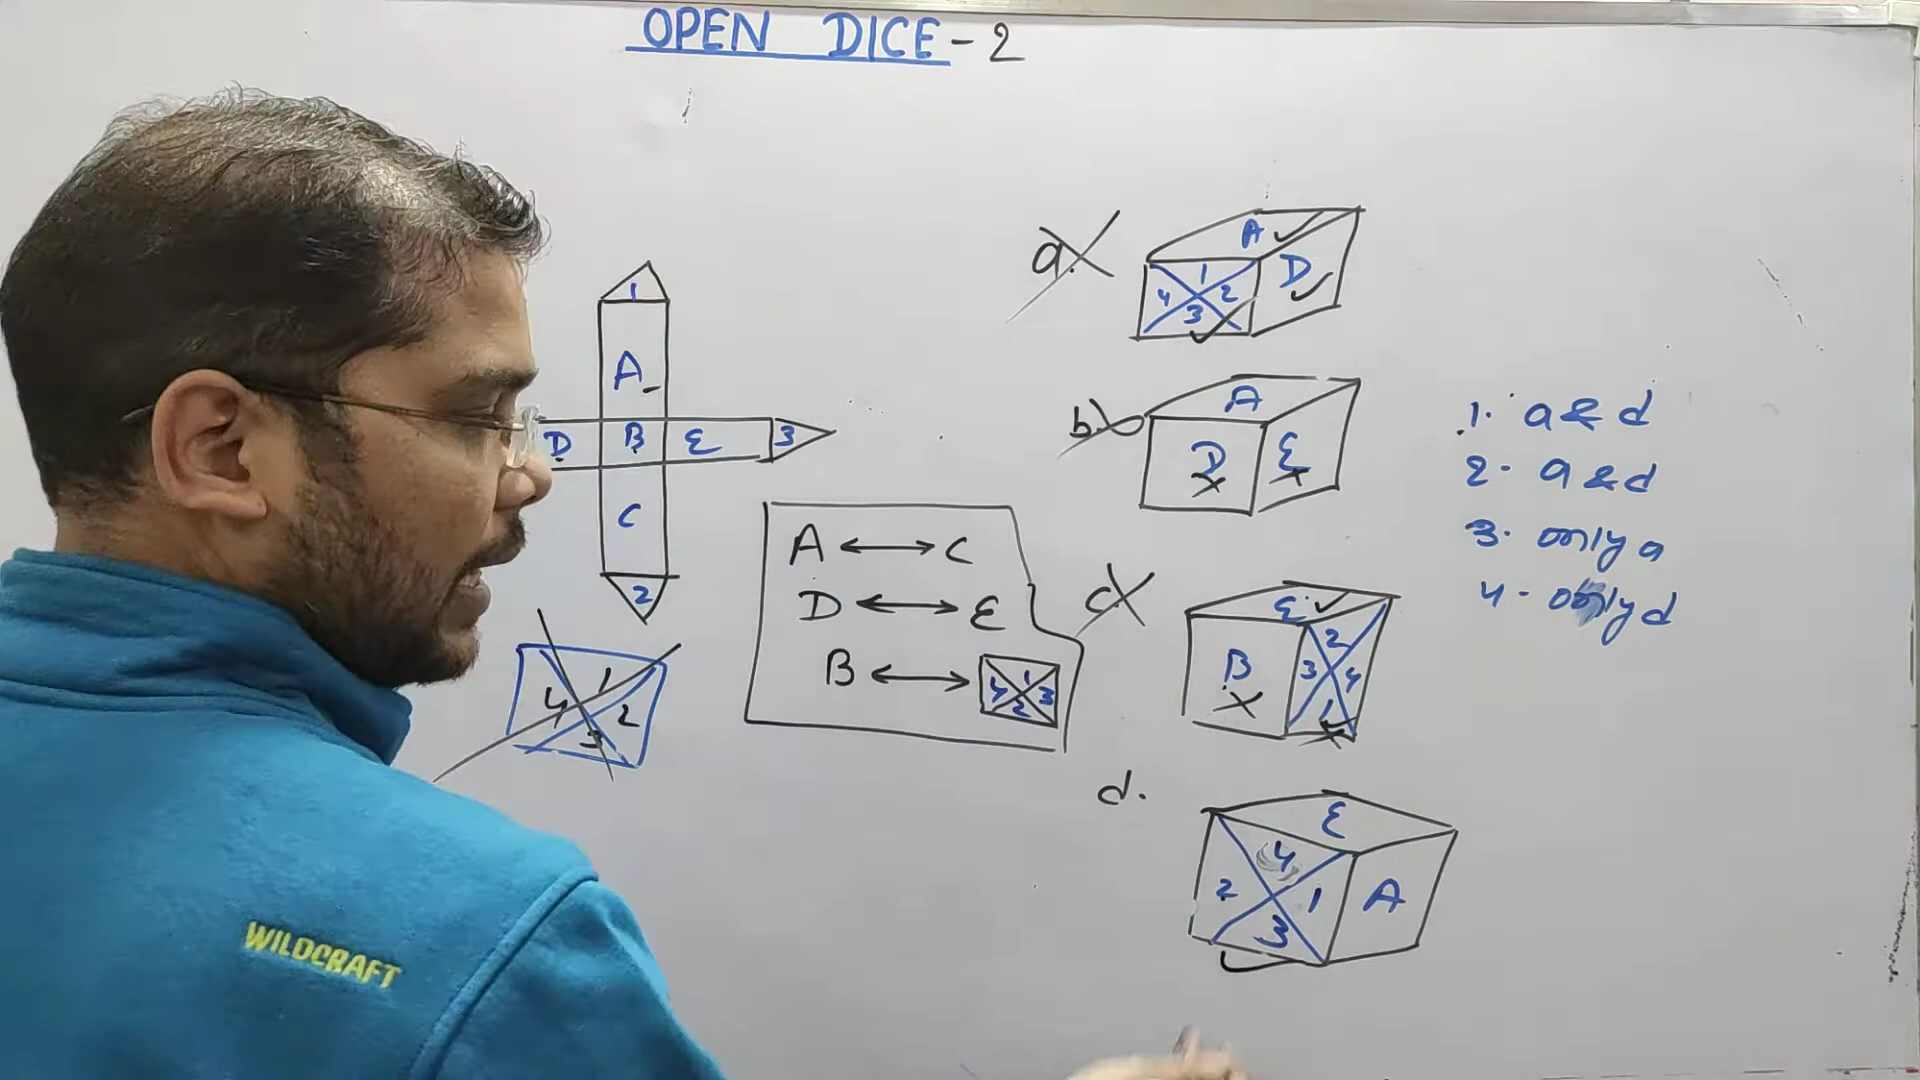 OPEN DICE - 2
1
A
D B E 3
C
2
4 1 2 3
A ⟷ C
D ⟷ E
B ⟷ 4 1 3 2
a.
A
1
4 2 D
3
b.
A
D E
c.
E
B 2
3 4
1
d.
E
4
2 1 A
3
1. a & d
2. a & d
3. only a
4. only d
WILDCRAFT